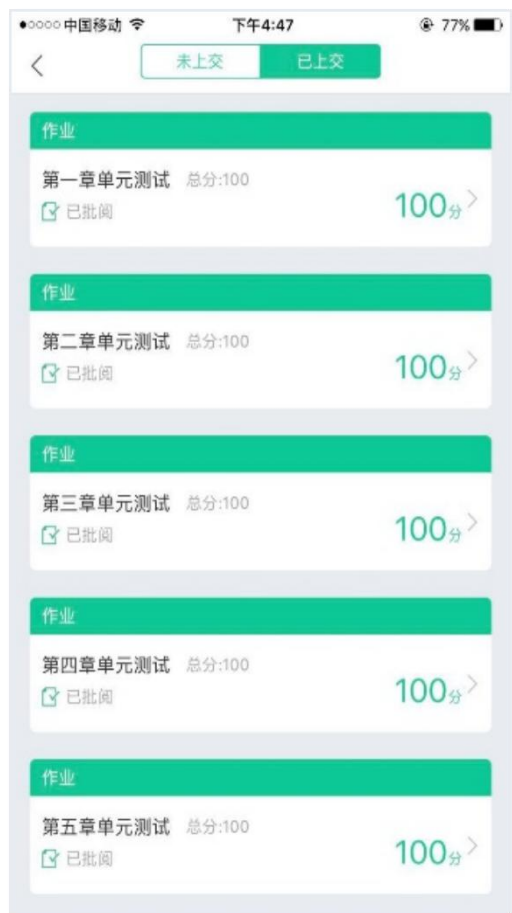 中国移动 下午4:47 77%
未上交 已上交
作业
第一章单元测试 总分:100
已批阅 100分
作业
第二章单元测试 总分:100
已批阅 100分
作业
第三章单元测试 总分:100
已批阅 100分
作业
第四章单元测试 总分:100
已批阅 100分
作业
第五章单元测试 总分:100
已批阅 100分